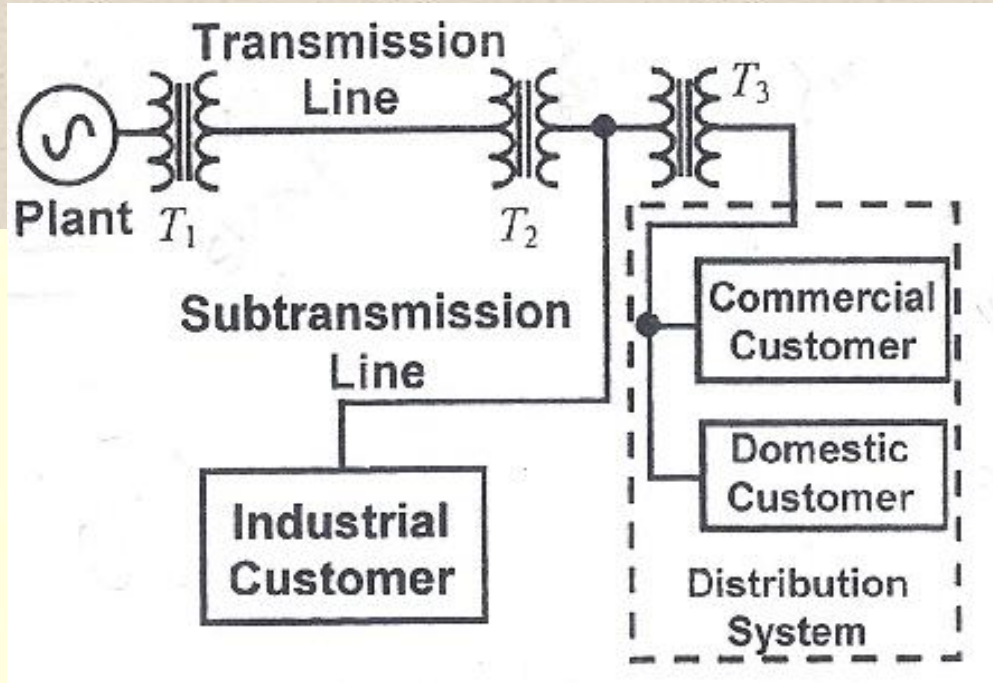 Transmission
Line
T3
Plant
T1
T2
Subtransmission
Line
Commercial
Customer
Domestic
Customer
Industrial
Customer
Distribution
System